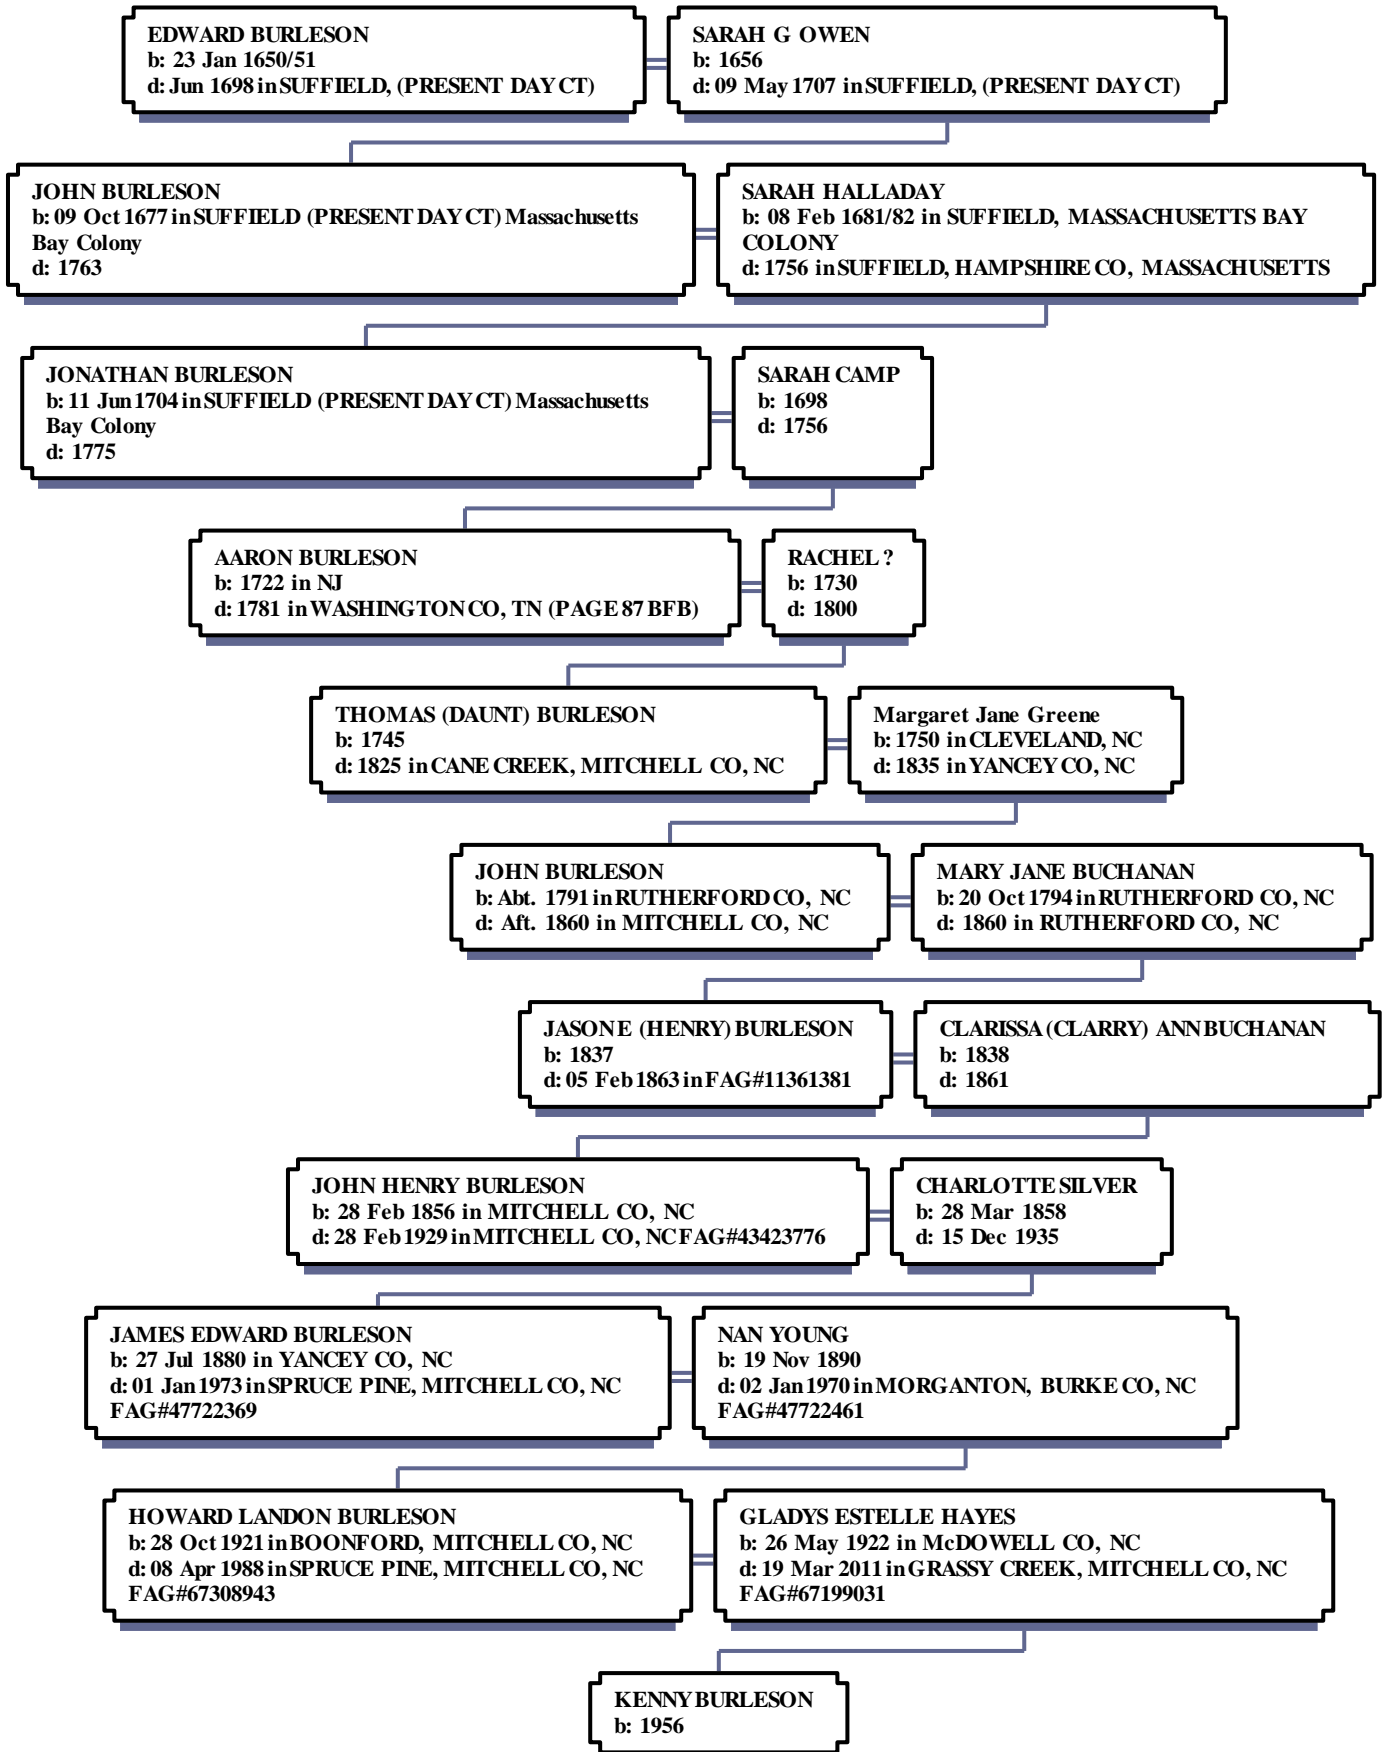 EDWARD BURLESON
b: 23 Jan 1650/51
d: Jun 1698 in SUFFIELD, (PRESENT DAY CT)
SARAH G OWEN
b: 1656
d: 09 May 1707 in SUFFIELD, (PRESENT DAY CT)
JOHN BURLESON
b: 09 Oct 1677 in SUFFIELD (PRESENT DAY CT) Massachusetts
Bay Colony
d: 1763
SARAH HALLADAY
b: 08 Feb 1681/82 in SUFFIELD, MASSACHUSETTS BAY
COLONY
d: 1756 in SUFFIELD, HAMPSHIRE CO, MASSACHUSETTS
JONATHAN BURLESON
b: 11 Jun 1704 in SUFFIELD (PRESENT DAY CT) Massachusetts
Bay Colony
d: 1775
SARAH CAMP
b: 1698
d: 1756
AARON BURLESON
b: 1722 in NJ
d: 1781 in WASHINGTON CO, TN (PAGE 87 BFB)
RACHEL ?
b: 1730
d: 1800
THOMAS (DAUNT) BURLESON
b: 1745
d: 1825 in CANE CREEK, MITCHELL CO, NC
Margaret Jane Greene
b: 1750 in CLEVELAND, NC
d: 1835 in YANCEY CO, NC
JOHN BURLESON
b: Abt. 1791 in RUTHERFORD CO, NC
d: Aft. 1860 in MITCHELL CO, NC
MARY JANE BUCHANAN
b: 20 Oct 1794 in RUTHERFORD CO, NC
d: 1860 in RUTHERFORD CO, NC
JASON E (HENRY) BURLESON
b: 1837
d: 05 Feb 1863 in FAG#11361381
CLARISSA (CLARRY) ANN BUCHANAN
b: 1838
d: 1861
JOHN HENRY BURLESON
b: 28 Feb 1856 in MITCHELL CO, NC
d: 28 Feb 1929 in MITCHELL CO, NC FAG#43423776
CHARLOTTE SILVER
b: 28 Mar 1858
d: 15 Dec 1935
JAMES EDWARD BURLESON
b: 27 Jul 1880 in YANCEY CO, NC
d: 01 Jan 1973 in SPRUCE PINE, MITCHELL CO, NC
FAG#47722369
NAN YOUNG
b: 19 Nov 1890
d: 02 Jan 1970 in MORGANTON, BURKE CO, NC
FAG#47722461
HOWARD LANDON BURLESON
b: 28 Oct 1921 in BOONFORD, MITCHELL CO, NC
d: 08 Apr 1988 in SPRUCE PINE, MITCHELL CO, NC
FAG#67308943
GLADYS ESTELLE HAYES
b: 26 May 1922 in McDOWELL CO, NC
d: 19 Mar 2011 in GRASSY CREEK, MITCHELL CO, NC
FAG#67199031
KENNY BURLESON
b: 1956